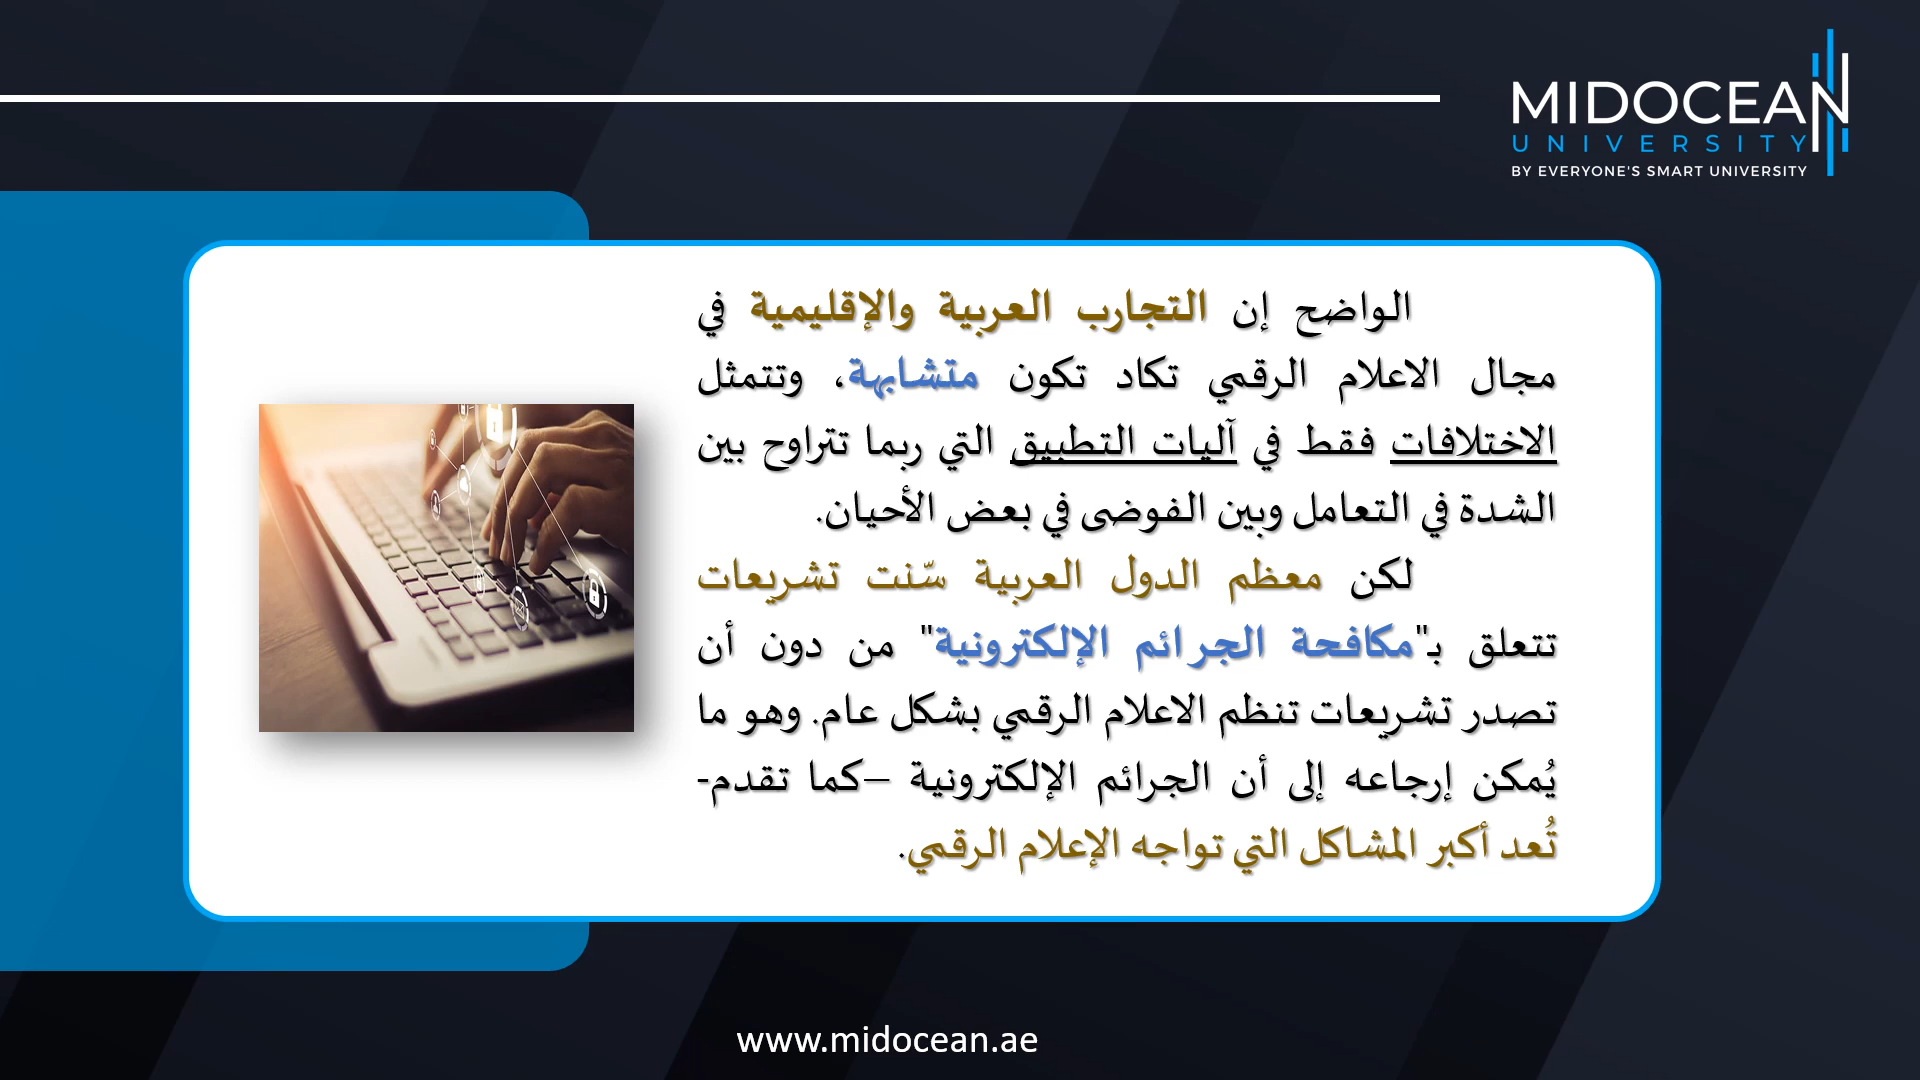 MIDOCEAN
UNIVERSITY
BY EVERYONE'S SMART UNIVERSITY
الواضح إن التجارب العربية والإقليمية في
مجال الاعلام الرقمي تكاد تكون متشابهة، وتتمثل
الاختلافات فقط في آليات التطبيق التي ربما تتراوح بين
الشدة في التعامل وبين الفوضى في بعض الأحيان.
لكن معظم الدول العربية سّنت تشريعات
تتعلق بـ"مكافحة الجرائم الإلكترونية" من دون أن
تصدر تشريعات تنظم الاعلام الرقمي بشكل عام. وهو ما
يُمكن إرجاعه إلى أن الجرائم الإلكترونية –كما تقدم-
تُعد أكبر المشاكل التي تواجه الإعلام الرقمي.
www.midocean.ae